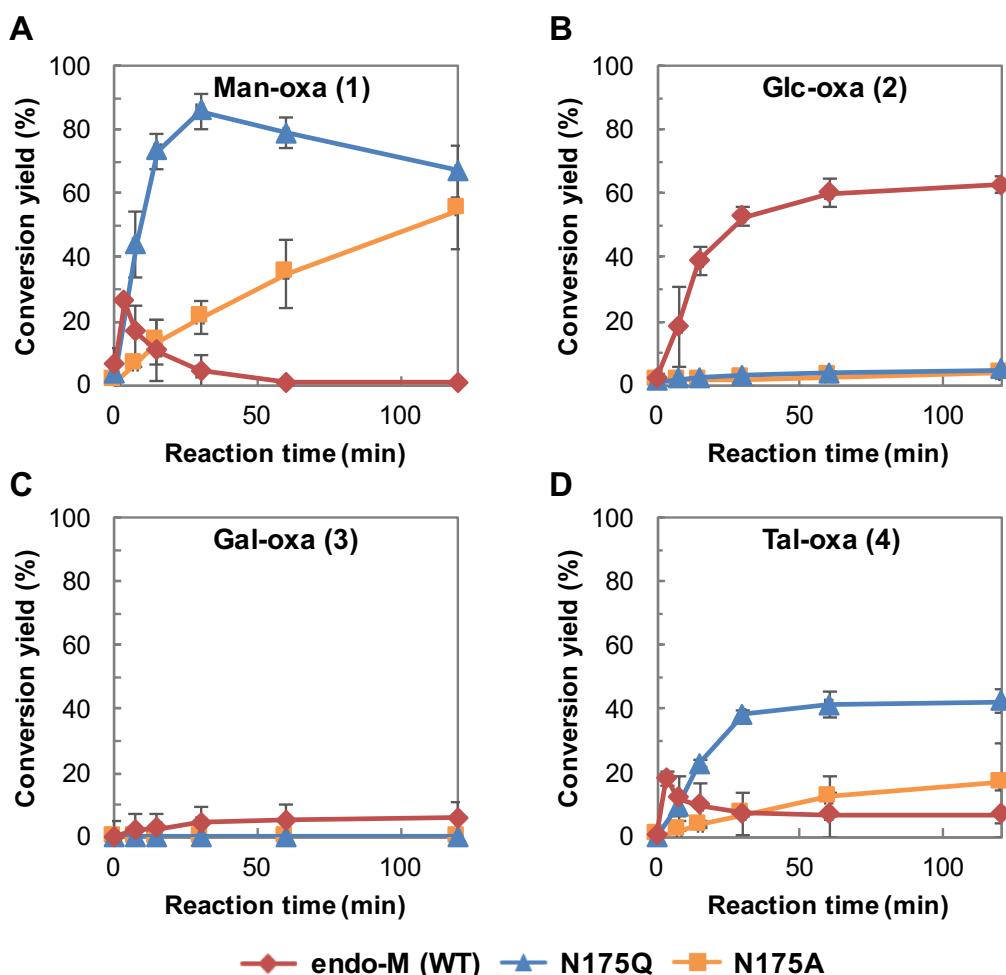 A
Man-oxa (1)
Conversion yield (%)
100
80
60
40
20
0
0
50
100
Reaction time (min)
B
Glc-oxa (2)
Conversion yield (%)
100
80
60
40
20
0
0
50
100
Reaction time (min)
C
Gal-oxa (3)
Conversion yield (%)
100
80
60
40
20
0
0
50
100
Reaction time (min)
D
Tal-oxa (4)
Conversion yield (%)
100
80
60
40
20
0
0
50
100
Reaction time (min)
endo-M (WT) N175Q N175A